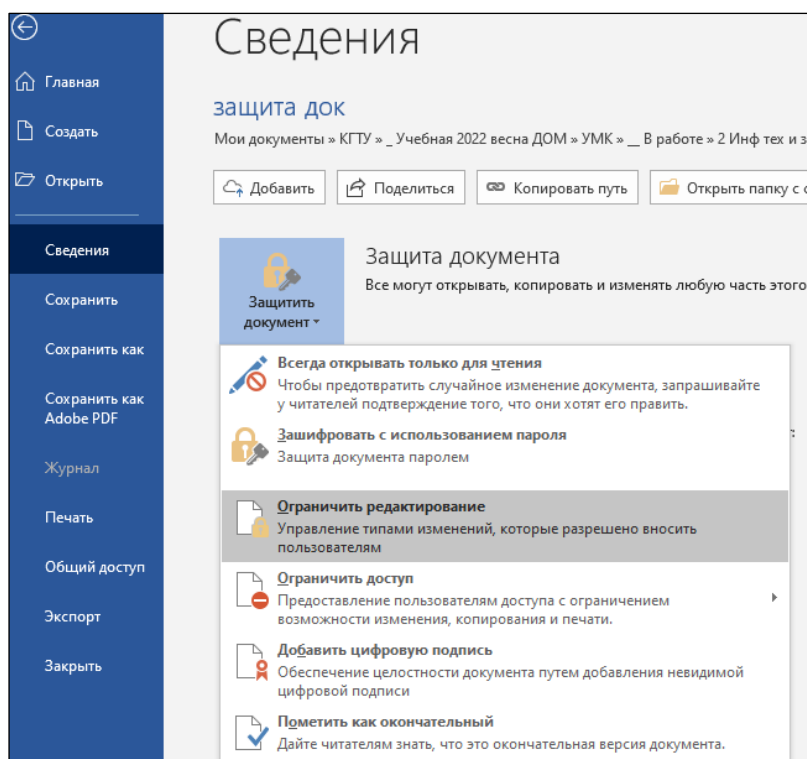 Сведения
Главная
Создать
Открыть
Сведения
Сохранить
Сохранить как
Сохранить как
Adobe PDF
Журнал
Печать
Общий доступ
Экспорт
Закрыть
защита док
Мои документы » КГТУ » _ Учебная 2022 весна ДОМ » УМК » __ В работе » 2 Инф тех и з
Добавить
Поделиться
Копировать путь
Открыть папку с
Защитить
документ
Защита документа
Все могут открывать, копировать и изменять любую часть этого
Всегда открывать только для чтения
Чтобы предотвратить случайное изменение документа, запрашивайте
у читателей подтверждение того, что они хотят его править.
Зашифровать с использованием пароля
Защита документа паролем
Ограничить редактирование
Управление типами изменений, которые разрешено вносить
пользователям
Ограничить доступ
Предоставление пользователям доступа с ограничением
возможности изменения, копирования и печати.
Добавить цифровую подпись
Обеспечение целостности документа путем добавления невидимой
цифровой подписи
Пометить как окончательный
Дайте читателям знать, что это окончательная версия документа.